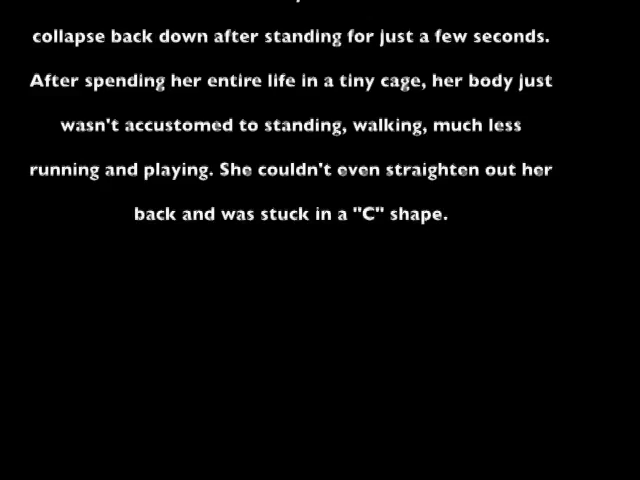 collapse back down after standing for just a few seconds.
After spending her entire life in a tiny cage, her body just
wasn't accustomed to standing, walking, much less
running and playing. She couldn't even straighten out her
back and was stuck in a "C" shape.